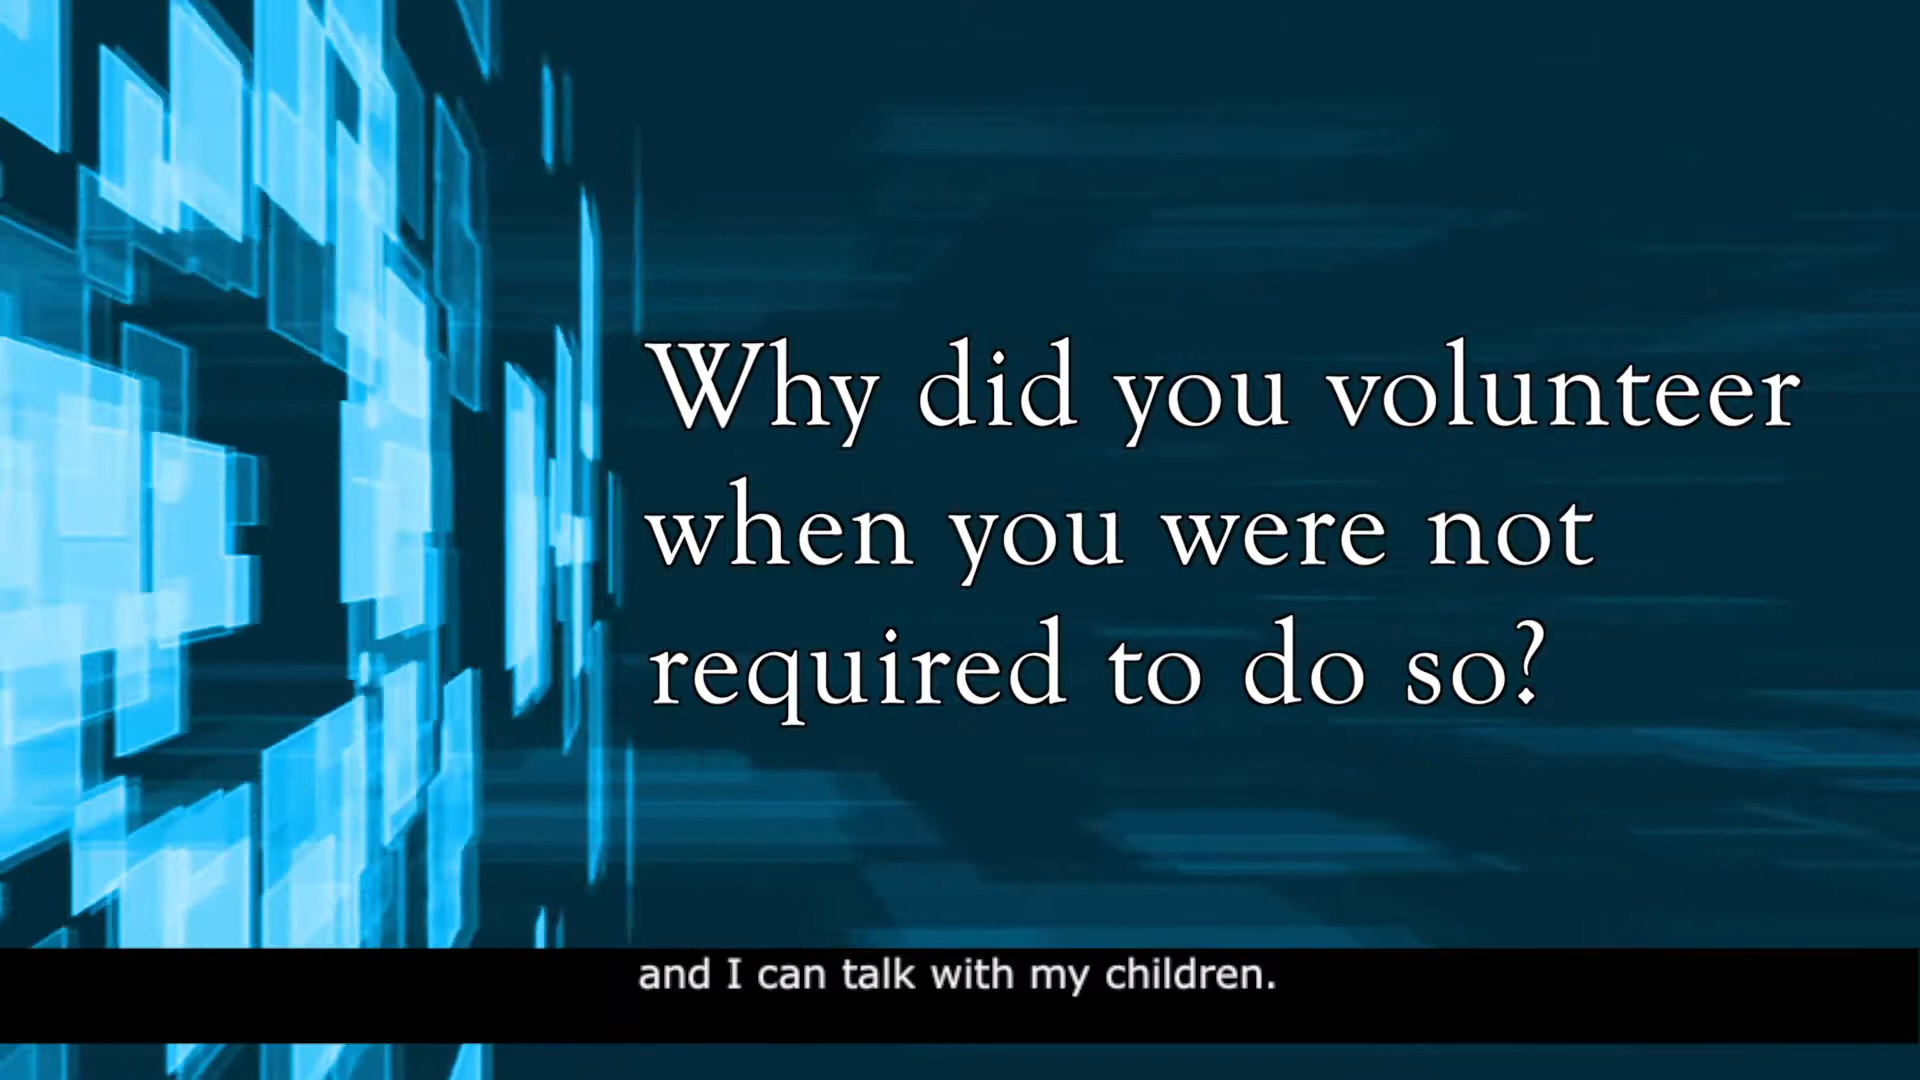 Why did you volunteer
when you were not
required to do so?
and I can talk with my children.